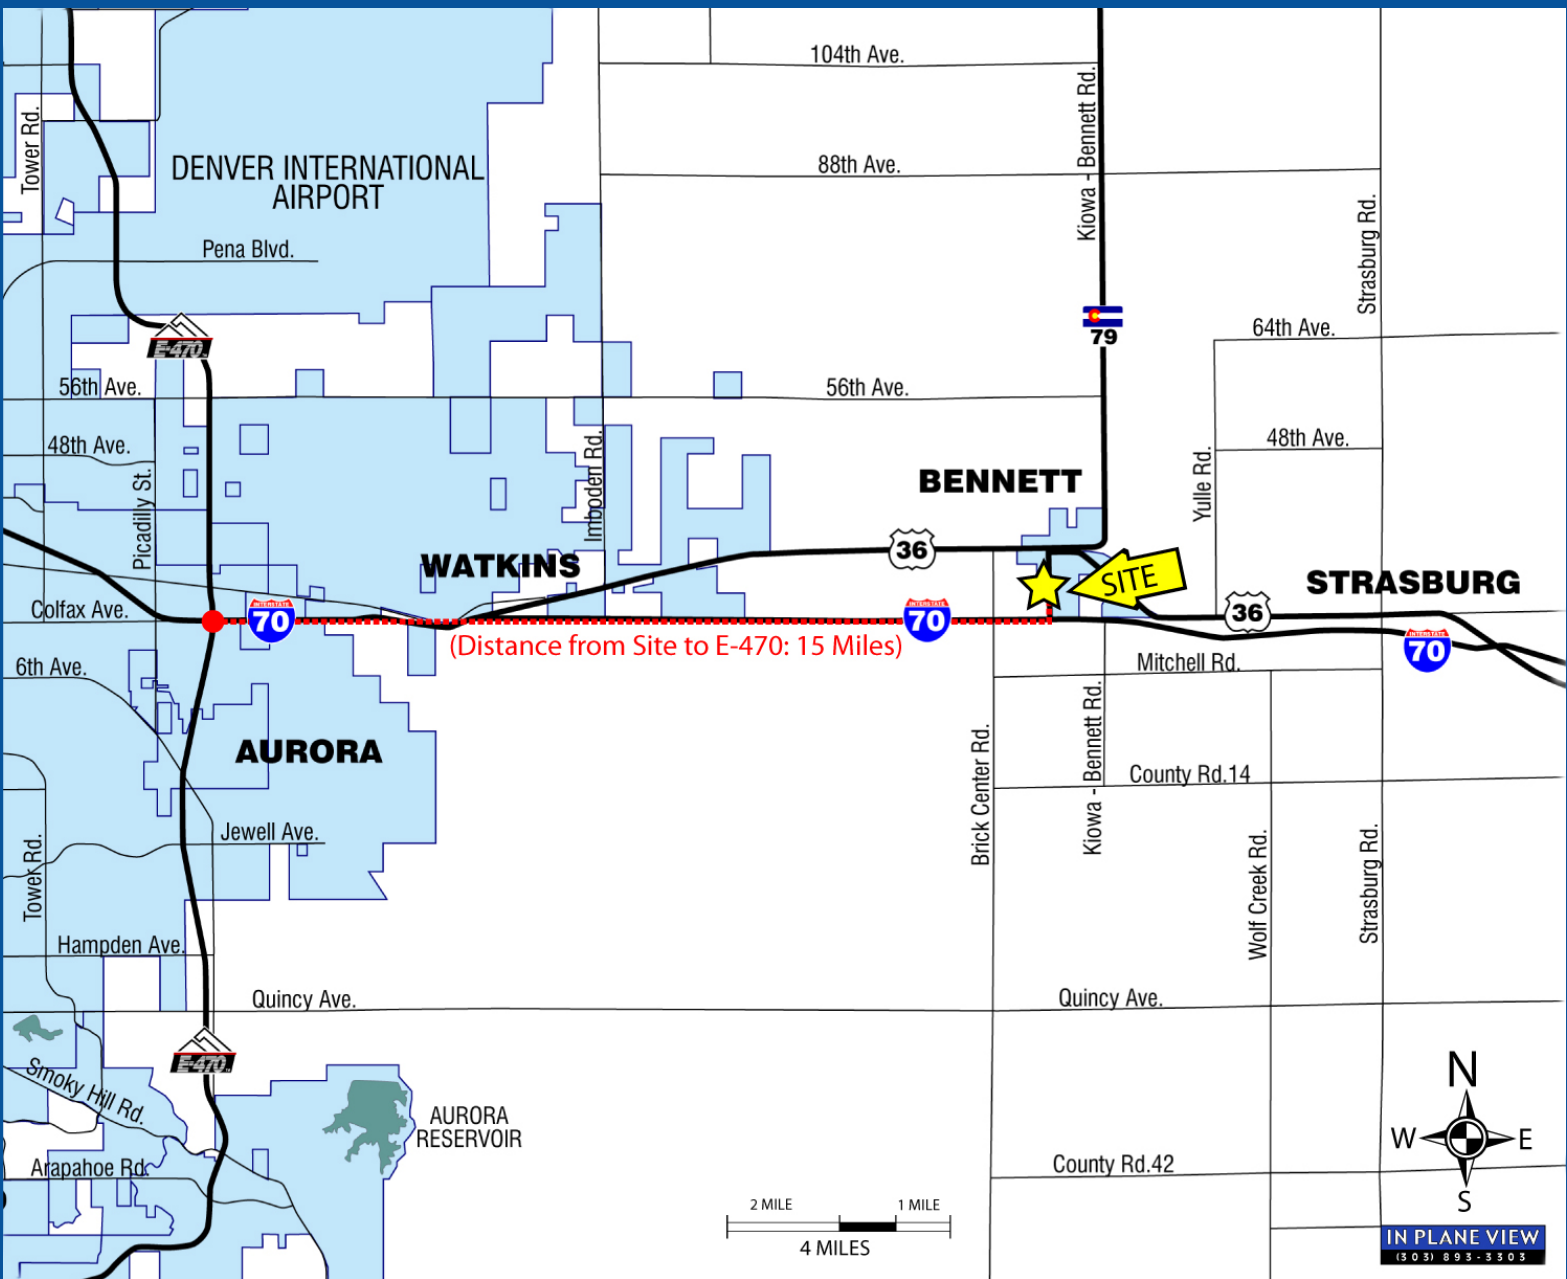 104th Ave.
Kiowa - Bennett Rd.
Tower Rd.
DENVER INTERNATIONAL
AIRPORT
88th Ave.
Strasburg Rd.
Pena Blvd.
79
64th Ave.
E-470
56th Ave.
56th Ave.
48th Ave.
48th Ave.
Imboden Rd.
Yulle Rd.
Picadilly St.
BENNETT
36
WATKINS
SITE
STRASBURG
Colfax Ave.
INTERSTATE
70
INTERSTATE
70
36
INTERSTATE
70
(Distance from Site to E-470: 15 Miles)
6th Ave.
Mitchell Rd.
AURORA
Brick Center Rd.
Kiowa - Bennett Rd.
County Rd.14
Jewell Ave.
Tower Rd.
Wolf Creek Rd.
Strasburg Rd.
Hampden Ave.
Quincy Ave.
Quincy Ave.
E-470
Smoky Hill Rd.
AURORA
RESERVOIR
N
W
E
S
Arapahoe Rd.
County Rd.42
2 MILE
1 MILE
4 MILES
IN PLANE VIEW
(303) 893-3303